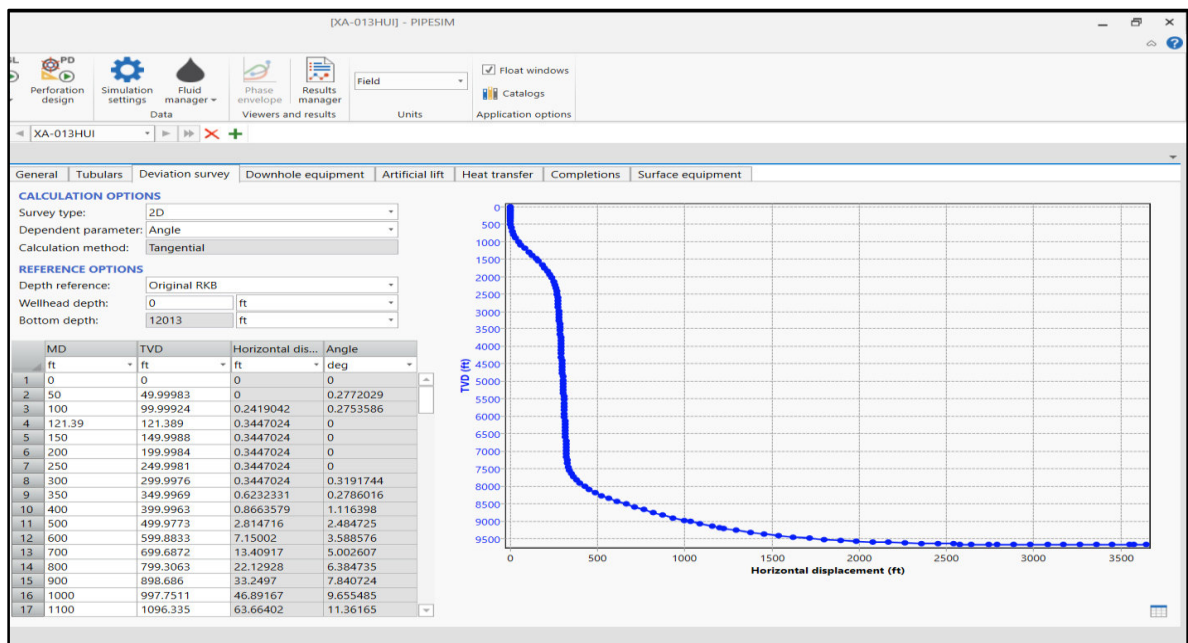 [XA-013HUI] - PIPESIM
PD
Perforation design
Simulation settings
Fluid manager
Phase envelope
Results manager
Field
Float windows
Catalogs
Data
Viewers and results
Units
Application options
XA-013HUI
General Tubulars Deviation survey Downhole equipment Artificial lift Heat transfer Completions Surface equipment
CALCULATION OPTIONS
Survey type: 2D
Dependent parameter: Angle
Calculation method: Tangential
REFERENCE OPTIONS
Depth reference: Original RKB
Wellhead depth: 0 ft
Bottom depth: 12013 ft
MD TVD Horizontal dis... Angle
ft ft ft deg
1 0 0 0 0
2 50 49.99983 0 0.2772029
3 100 99.99924 0.2419042 0.2753586
4 121.39 121.389 0.3447024 0
5 150 149.9988 0.3447024 0
6 200 199.9984 0.3447024 0
7 250 249.9981 0.3447024 0
8 300 299.9976 0.3447024 0.3191744
9 350 349.9969 0.6232331 0.2786016
10 400 399.9963 0.8663579 1.116398
11 500 499.9773 2.814716 2.484725
12 600 599.8833 7.15002 3.588576
13 700 699.6872 13.40917 5.002607
14 800 799.3063 22.12928 6.384735
15 900 898.686 33.2497 7.840724
16 1000 997.7511 46.89167 9.655485
17 1100 1096.335 63.66402 11.36165
TVD (ft)
0
500
1000
1500
2000
2500
3000
3500
4000
4500
5000
5500
6000
6500
7000
7500
8000
8500
9000
9500
0 500 1000 1500 2000 2500 3000 3500
Horizontal displacement (ft)